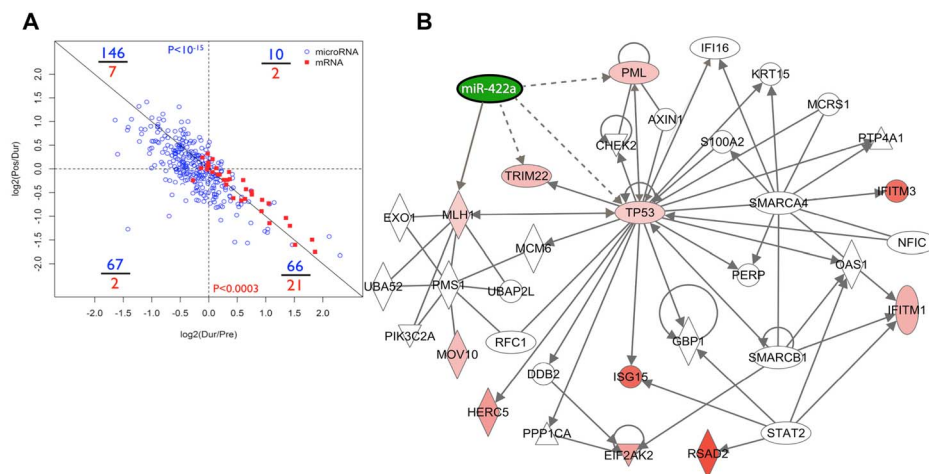 A
146
7
P<10⁻¹⁵
10
2
microRNA
mRNA
log2(Pos/Dur)
2.0
1.5
1.0
0.5
0.0
-0.5
-1.0
-1.5
-2.0
67
2
P<0.0003
66
21
-2.0 -1.5 -1.0 -0.5 0.0 0.5 1.0 1.5 2.0
log2(Dur/Pre)
B
IFI16
PML
KRT15
miR-422a
MCRS1
AXIN1
CHEK2
S100A2
PTP4A1
TRIM22
IFITM3
SMARCA4
TP53
EXO1
MLH1
NFIC
MCM6
OAS1
PERP
UBA52
PMS1
UBAP2L
IFITM1
PIK3C2A
RFC1
GBP1
MOV10
SMARCB1
DDB2
ISG15
HERC5
PPP1CA
STAT2
EIF2AK2
RSAD2